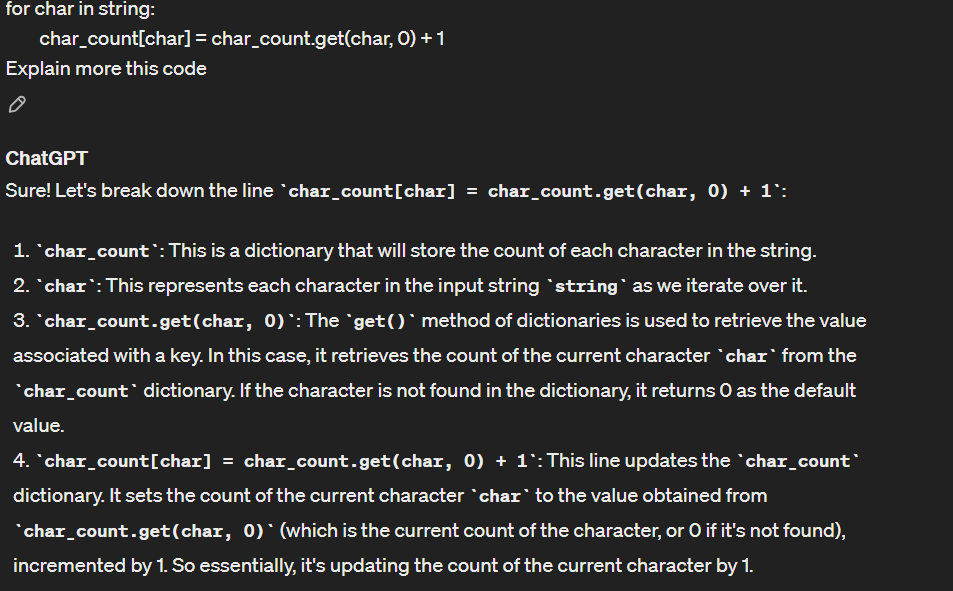 for char in string:
char_count[char] = char_count.get(char, 0) + 1
Explain more this code
ChatGPT
Sure! Let's break down the line `char_count[char] = char_count.get(char, 0) + 1`:
1. `char_count`: This is a dictionary that will store the count of each character in the string.
2. `char`: This represents each character in the input string `string` as we iterate over it.
3. `char_count.get(char, 0)`: The `get()` method of dictionaries is used to retrieve the value
associated with a key. In this case, it retrieves the count of the current character `char` from the
`char_count` dictionary. If the character is not found in the dictionary, it returns 0 as the default
value.
4. `char_count[char] = char_count.get(char, 0) + 1`: This line updates the `char_count`
dictionary. It sets the count of the current character `char` to the value obtained from
`char_count.get(char, 0)` (which is the current count of the character, or 0 if it's not found),
incremented by 1. So essentially, it's updating the count of the current character by 1.